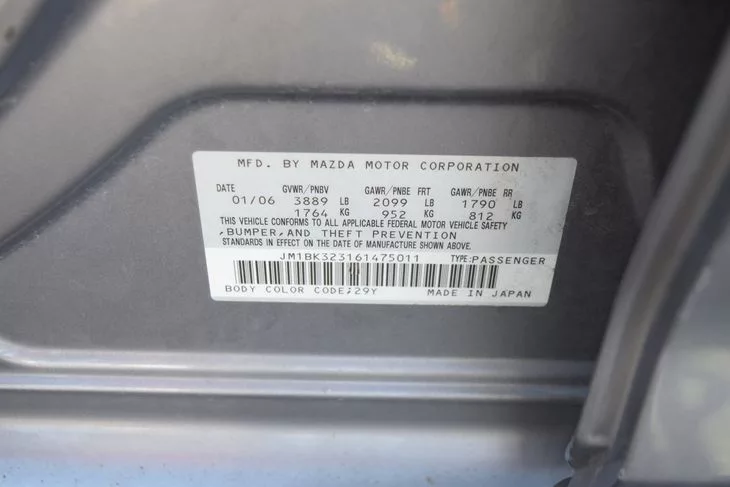 MFD. BY MAZDA MOTOR CORPORATION
DATE GVWR/PNBV GAWR/PNBE FRT GAWR/PNBE RR
01/06 3889 LB 2099 LB 1790 LB
1764 KG 952 KG 812 KG
THIS VEHICLE CONFORMS TO ALL APPLICABLE FEDERAL MOTOR VEHICLE SAFETY
,BUMPER,AND THEFT PREVENTION
STANDARDS IN EFFECT ON THE DATE OF MANUFACTURE SHOWN ABOVE.
JM1BK323161475011 TYPE:PASSENGER
BODY COLOR CODE:29Y MADE IN JAPAN